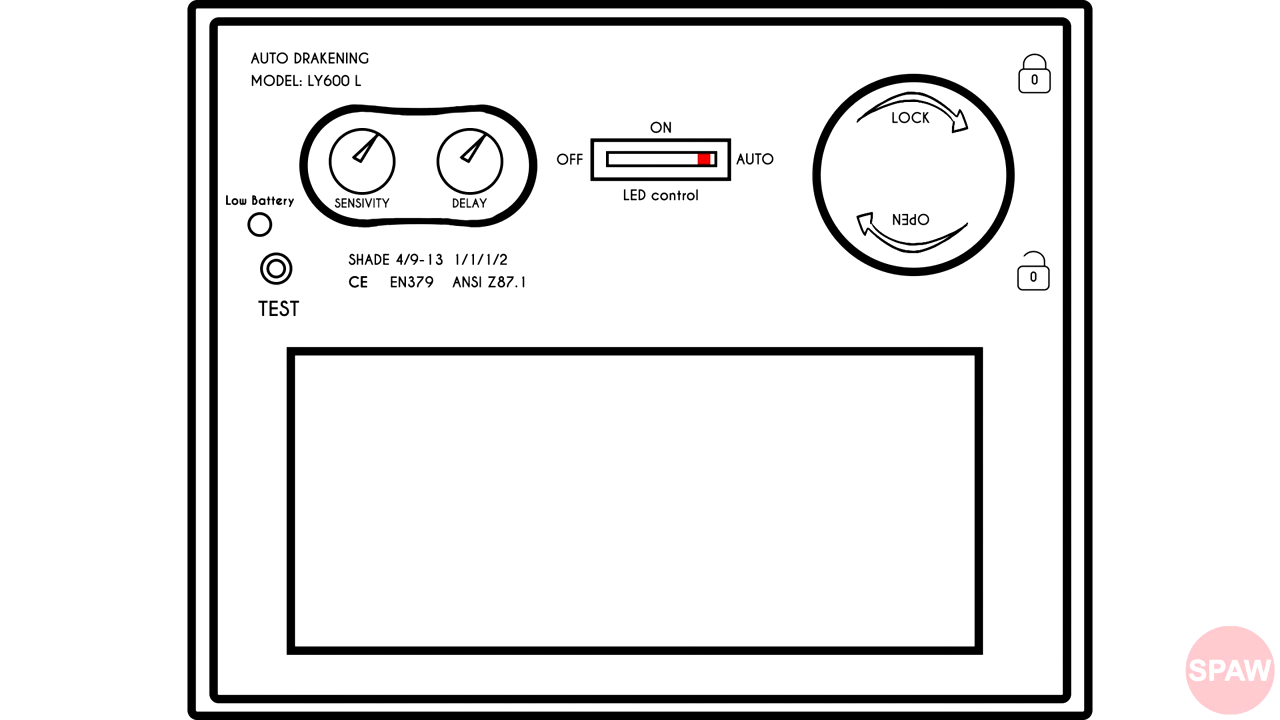 AUTO DRAKENING
MODEL: LY600 L
0
LOCK
ON
OFF
AUTO
LED control
SENSIVITY
DELAY
Low Battery
OPEN
SHADE 4/9-13 1/1/1/2
CE EN379 ANSI Z87.1
0
TEST
SPAW